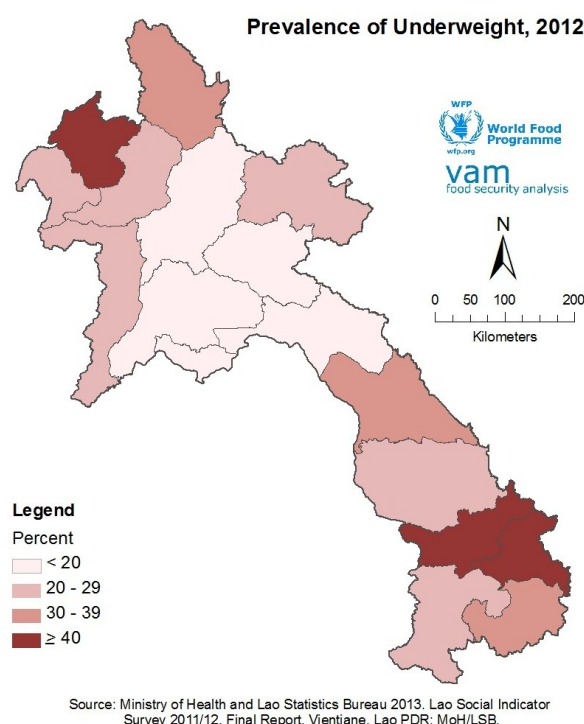 Prevalence of Underweight, 2012
WFP
wfp.org
World Food
Programme
vam
food security analysis
N
0 50 100 200
Kilometers
Legend
Percent
< 20
20 - 29
30 - 39
≥ 40
Source: Ministry of Health and Lao Statistics Bureau 2013. Lao Social Indicator
Survey 2011/12. Final Report. Vientiane, Lao PDR: MoH/LSB.